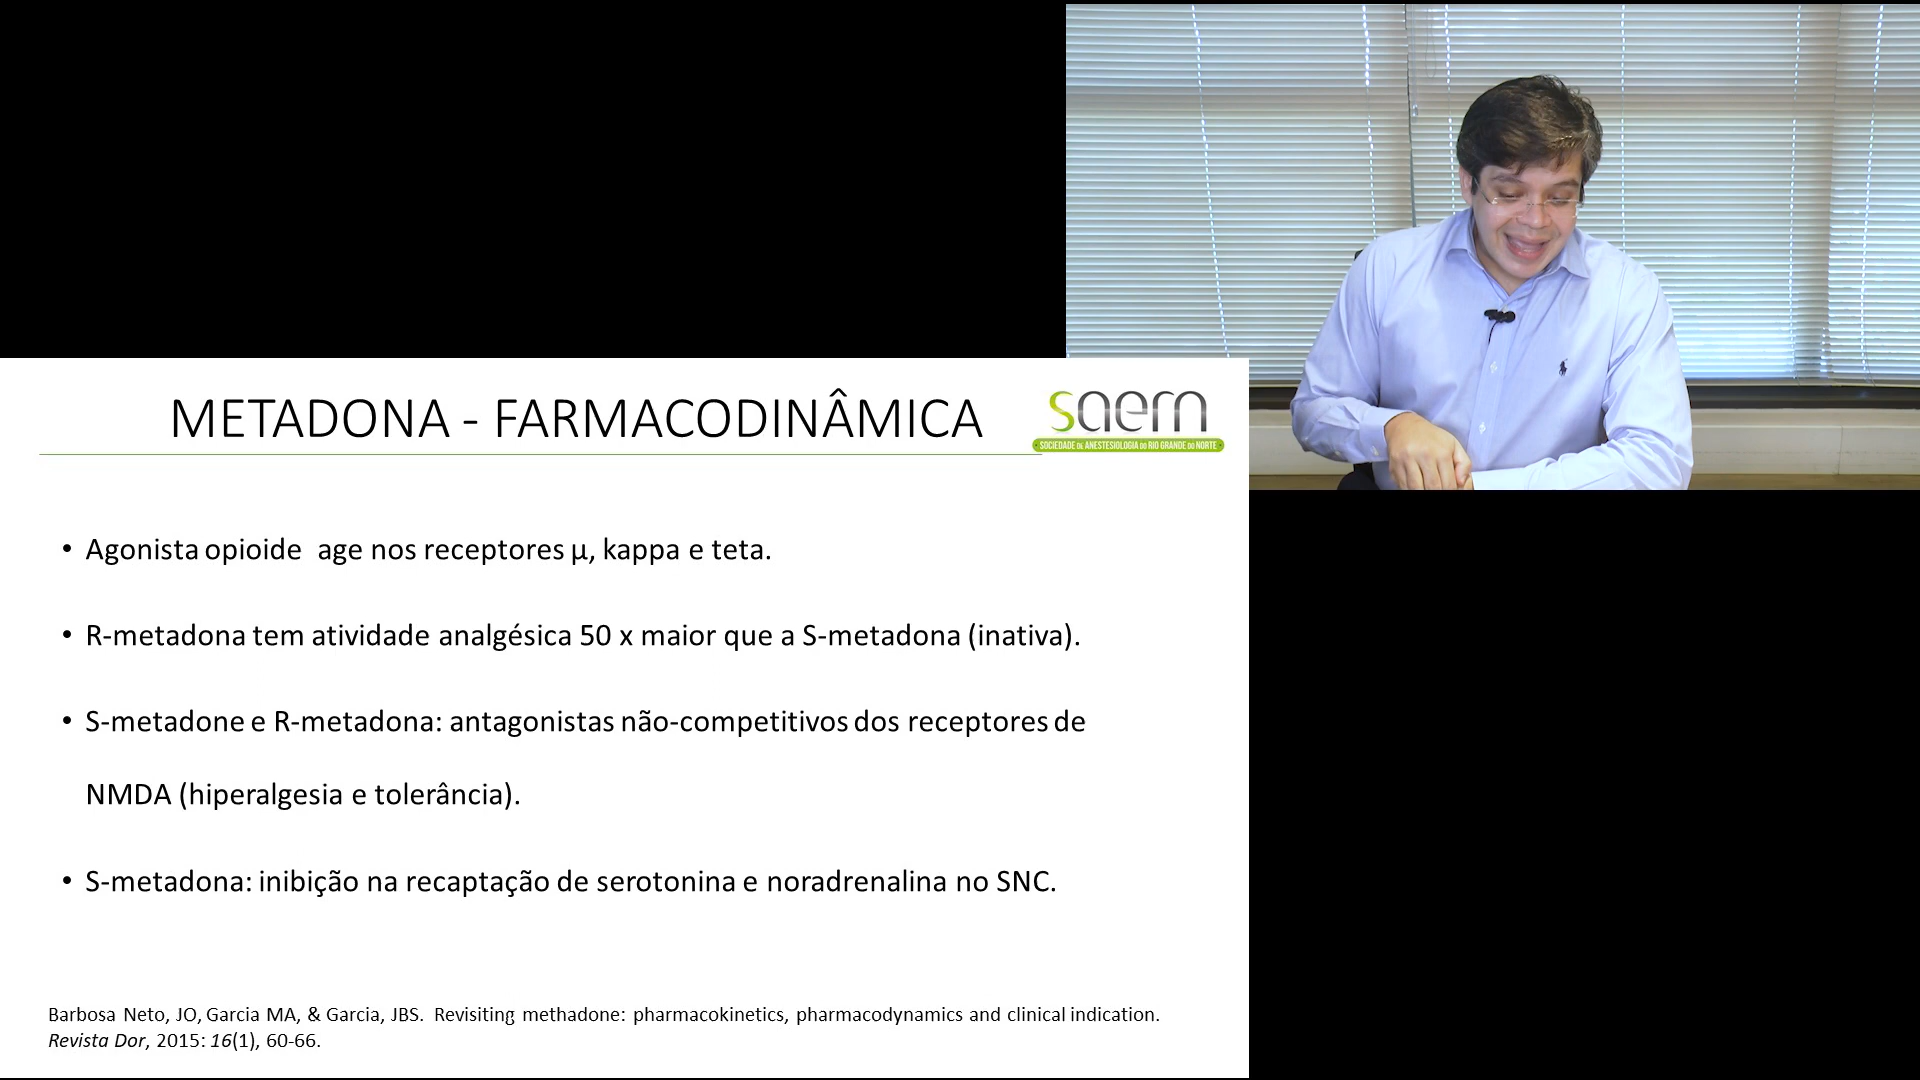 METADONA - FARMACODINÂMICA
saern
SOCIEDADE DE ANESTESIOLOGIA DO RIO GRANDE DO NORTE
• Agonista opioide age nos receptores µ, kappa e teta.
• R-metadona tem atividade analgésica 50 x maior que a S-metadona (inativa).
• S-metadone e R-metadona: antagonistas não-competitivos dos receptores de
NMDA (hiperalgesia e tolerância).
• S-metadona: inibição na recaptação de serotonina e noradrenalina no SNC.
Barbosa Neto, JO, Garcia MA, & Garcia, JBS. Revisiting methadone: pharmacokinetics, pharmacodynamics and clinical indication.
Revista Dor, 2015: 16(1), 60-66.